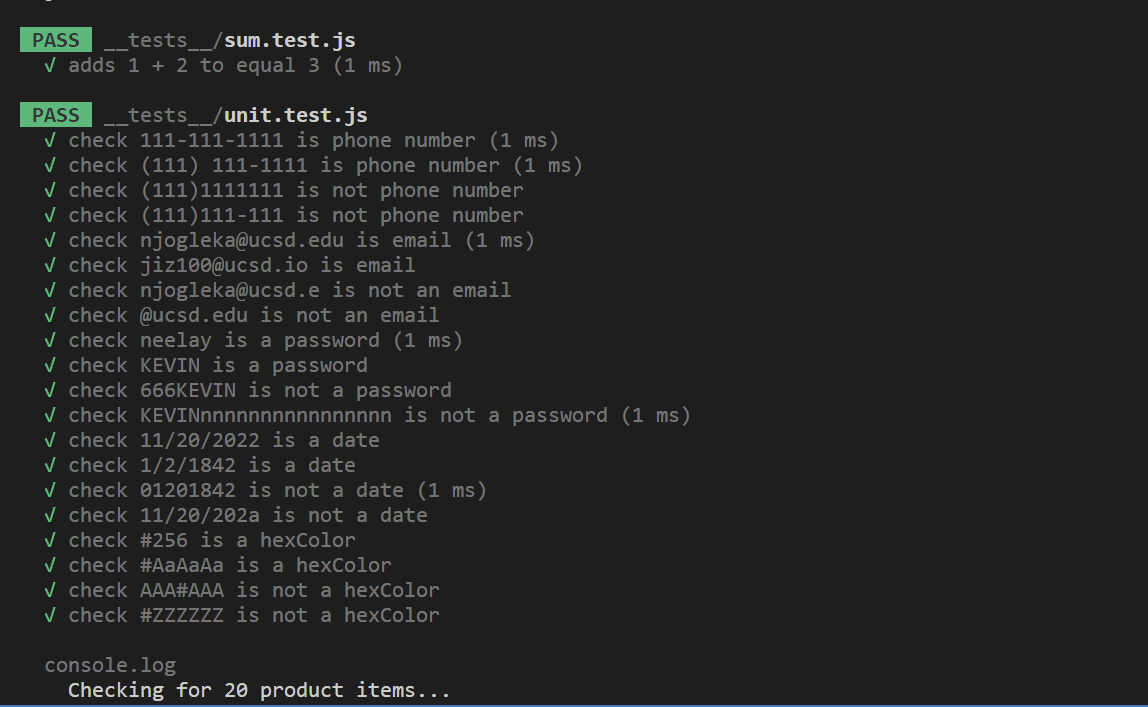 PASS __tests__/sum.test.js
√ adds 1 + 2 to equal 3 (1 ms)
PASS __tests__/unit.test.js
√ check 111-111-1111 is phone number (1 ms)
√ check (111) 111-1111 is phone number (1 ms)
√ check (111)1111111 is not phone number
√ check (111)111-111 is not phone number
√ check njogleka@ucsd.edu is email (1 ms)
√ check jiz100@ucsd.io is email
√ check njogleka@ucsd.e is not an email
√ check @ucsd.edu is not an email
√ check neelay is a password (1 ms)
√ check KEVIN is a password
√ check 666KEVIN is not a password
√ check KEVINnnnnnnnnnnnnnnnn is not a password (1 ms)
√ check 11/20/2022 is a date
√ check 1/2/1842 is a date
√ check 01201842 is not a date (1 ms)
√ check 11/20/202a is not a date
√ check #256 is a hexColor
√ check #AaAaAa is a hexColor
√ check AAA#AAA is not a hexColor
√ check #ZZZZZZ is not a hexColor
console.log
Checking for 20 product items...